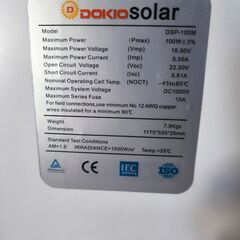 DOKIO solar
Model DSP-100M
Maximum Power (Pmax) 100W±3%
Maximum Power Voltage (Vmp) 18.00V
Maximum Power Current (Imp) 5.56A
Open Circuit Voltage (Voc) 22.50V
Short Circuit Current (Isc) 5.81A
Nominal Operating Cell Temp. (NOCT) -45to80℃
Maximum System Voltage DC1000V
Maximum Series Fuse 15A
For field connections,use minimum No.12 AWG copper
wires insulated for a minimum 90℃
Weight 7.5Kgs
Dimension 1175*535*25mm
Standard Test Conditions
AM=1.5 IRRADIANCE=1000W/㎡ Temp.=25℃
IEC
CE